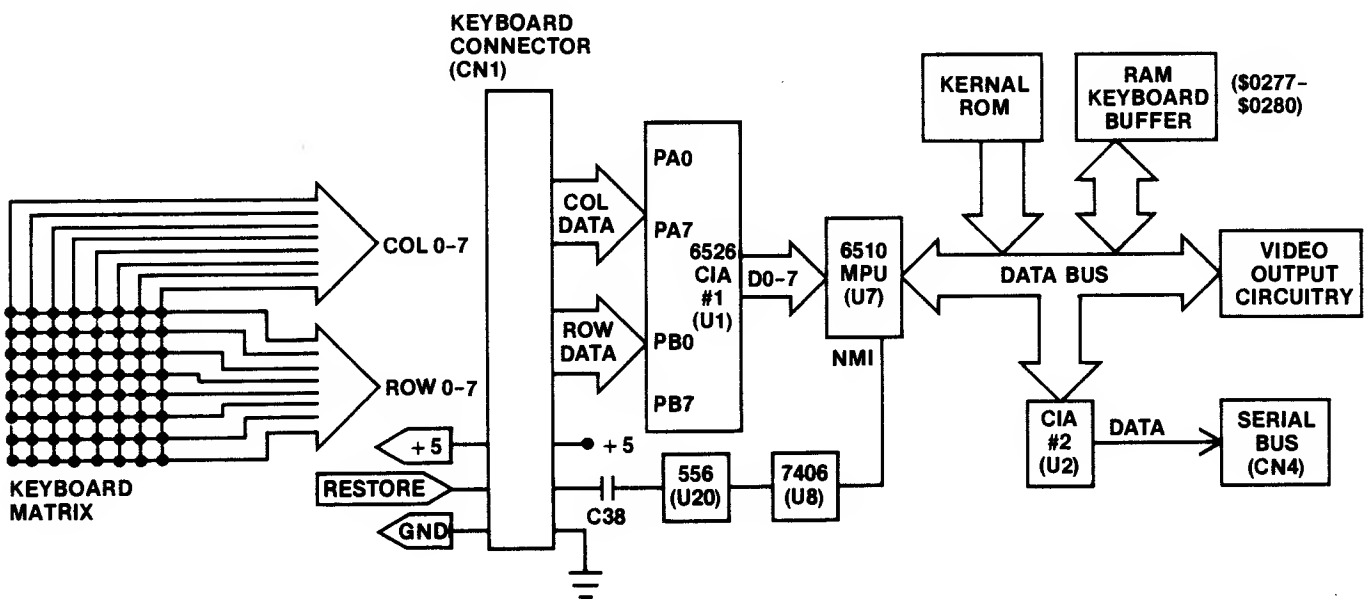 KEYBOARD
CONNECTOR
(CN1)
KERNAL
ROM
RAM
KEYBOARD
BUFFER
($0277-
$0280)
COL 0-7
ROW 0-7
KEYBOARD
MATRIX
+5
RESTORE
GND
COL
DATA
ROW
DATA
+5
C38
PA0
PA7
6526
CIA
#1
(U1)
PB0
PB7
D0-7
6510
MPU
(U7)
NMI
556
(U20)
7406
(U8)
DATA BUS
VIDEO
OUTPUT
CIRCUITRY
CIA
#2
(U2)
DATA
SERIAL
BUS
(CN4)